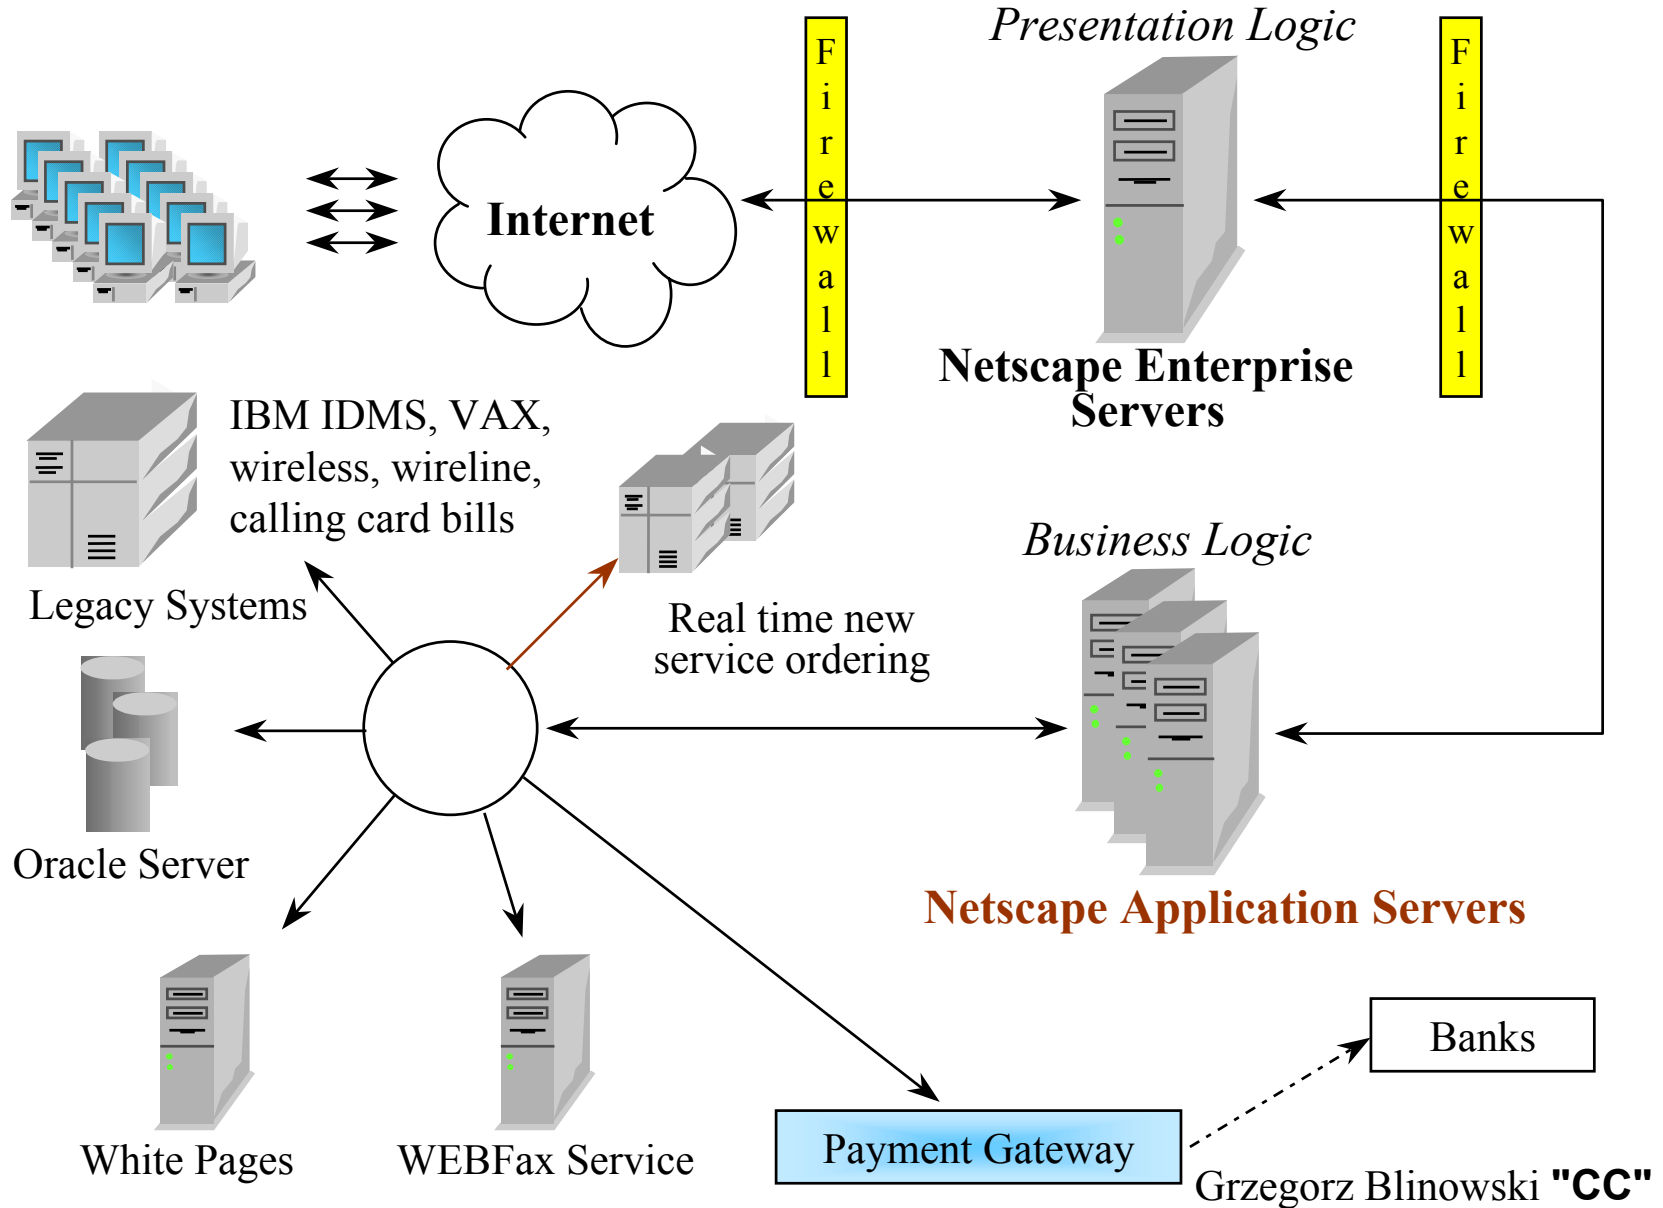 Presentation Logic
Firewall
Firewall
Internet
Netscape Enterprise
Servers
IBM IDMS, VAX,
wireless, wireline,
calling card bills
Legacy Systems
Real time new
service ordering
Business Logic
Oracle Server
Netscape Application Servers
White Pages
WEBFax Service
Payment Gateway
Banks
Grzegorz Blinowski "CC"